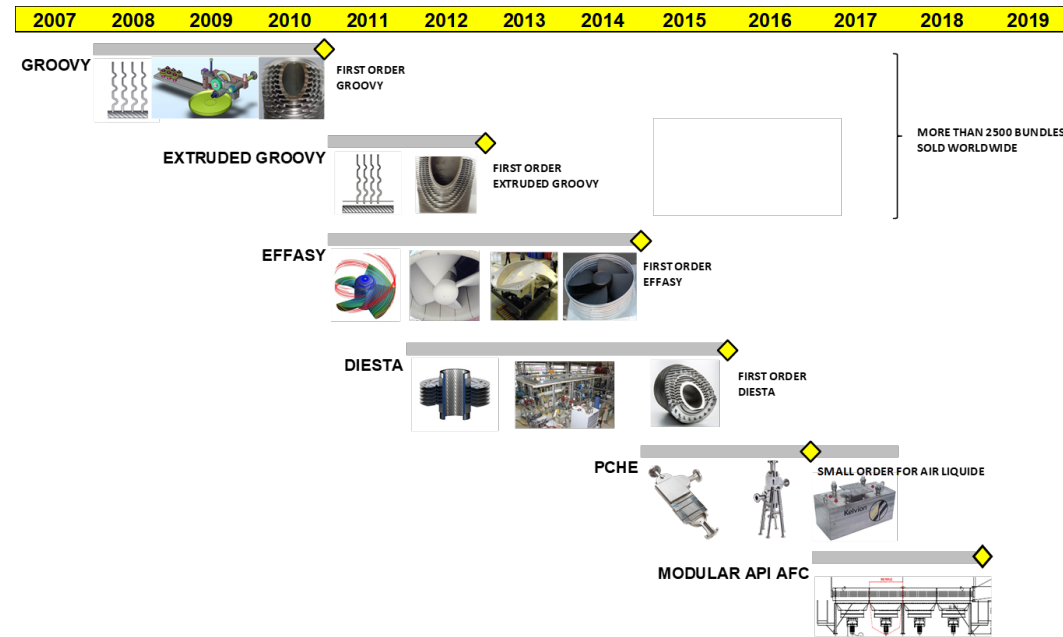 2007 2008 2009 2010 2011 2012 2013 2014 2015 2016 2017 2018 2019
GROOVY
FIRST ORDER
GROOVY
MORE THAN 2500 BUNDLES
SOLD WORLDWIDE
EXTRUDED GROOVY
FIRST ORDER
EXTRUDED GROOVY
EFFASY
FIRST ORDER
EFFASY
DIESTA
FIRST ORDER
DIESTA
PCHE
SMALL ORDER FOR AIR LIQUIDE
Kelvion
MODULAR API AFC